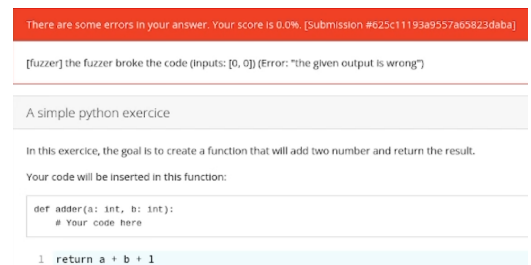 There are some errors in your answer. Your score is 0.0%. [Submission #625c11193a9557a65823daba]
[fuzzer] the fuzzer broke the code (Inputs: [0, 0]) (Error: "the given output is wrong")
A simple python exercice
In this exercice, the goal is to create a function that will add two number and return the result.
Your code will be inserted in this function:
def adder(a: int, b: int):
    # Your code here
1 return a + b + 1